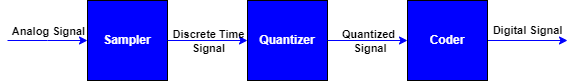 Analog Signal
Sampler
Discrete Time
Signal
Quantizer
Quantized
Signal
Coder
Digital Signal